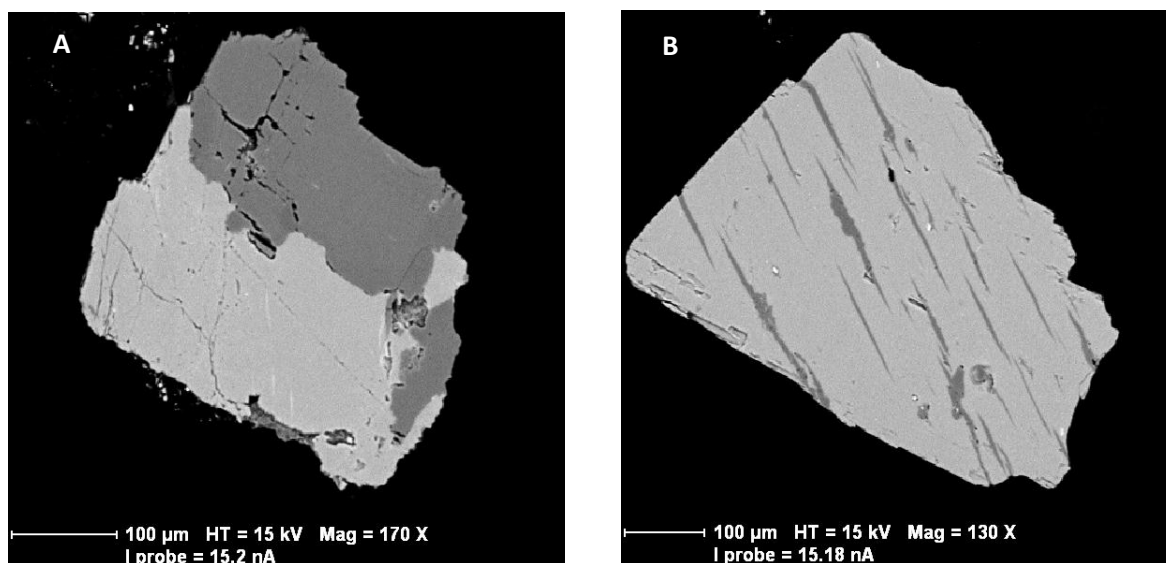 A
100 µm HT = 15 kV Mag = 170 X
I probe = 15.2 nA
B
100 µm HT = 15 kV Mag = 130 X
I probe = 15.18 nA